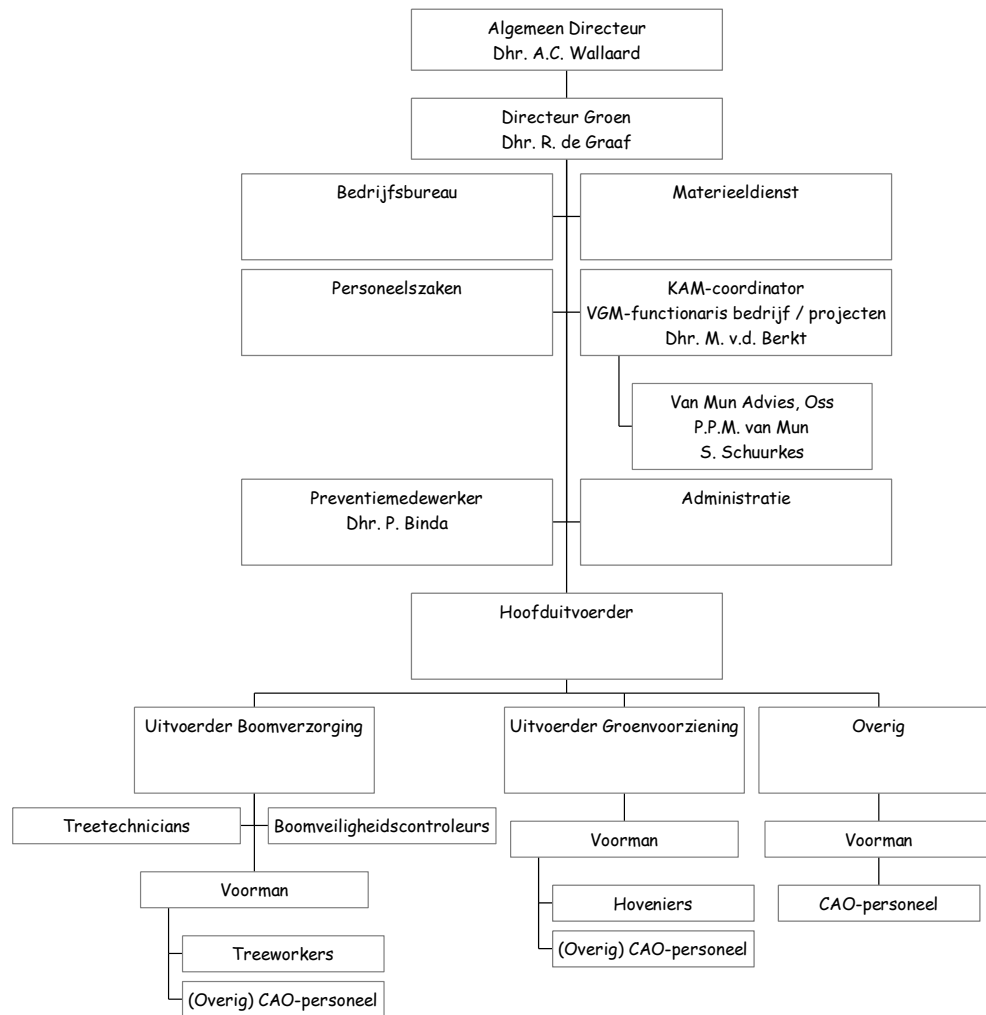 Algemeen Directeur
Dhr. A.C. Wallaard
Directeur Groen
Dhr. R. de Graaf
Bedrijfsbureau
Materieeldienst
Personeelszaken
KAM-coordinator
VGM-functionaris bedrijf / projecten
Dhr. M. v.d. Berkt
Van Mun Advies, Oss
P.P.M. van Mun
S. Schuurkes
Preventiemedewerker
Dhr. P. Binda
Administratie
Hoofduitvoerder
Uitvoerder Boomverzorging
Uitvoerder Groenvoorziening
Overig
Treetechnicians
Boomveiligheidscontroleurs
Voorman
Treeworkers
(Overig) CAO-personeel
Voorman
Hoveniers
(Overig) CAO-personeel
Voorman
CAO-personeel